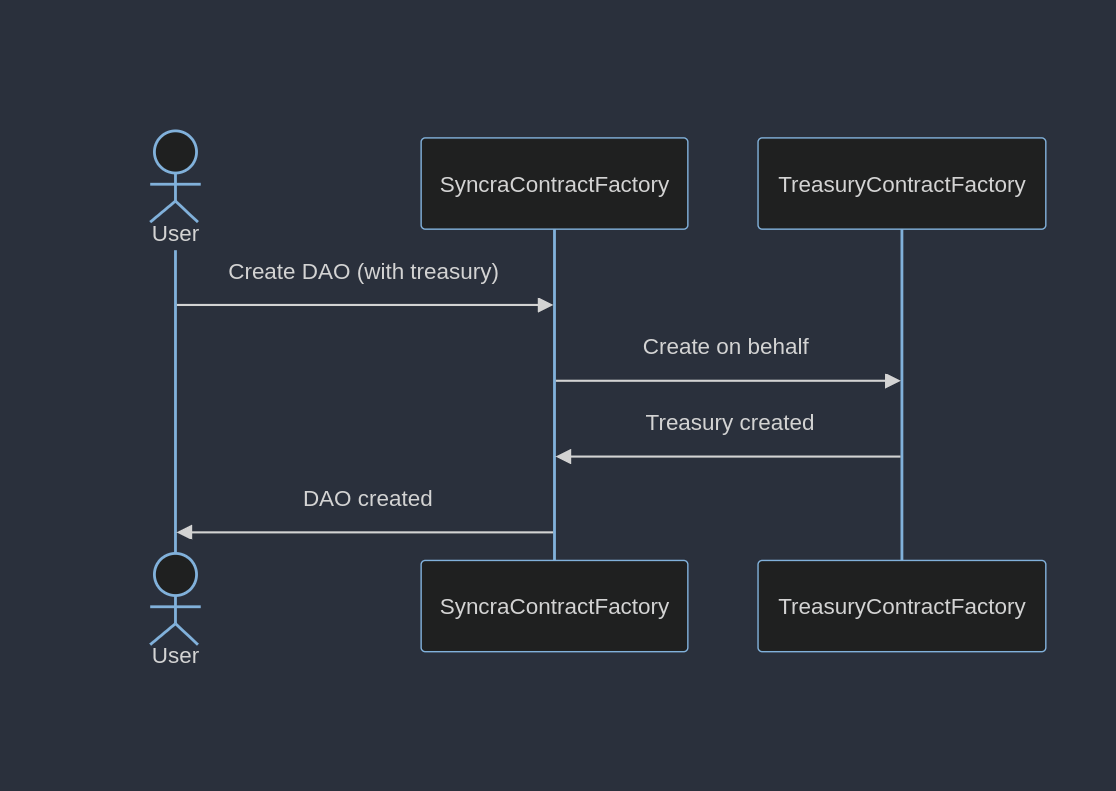 User
SyncraContractFactory
TreasuryContractFactory
Create DAO (with treasury)
Create on behalf
Treasury created
DAO created
User
SyncraContractFactory
TreasuryContractFactory